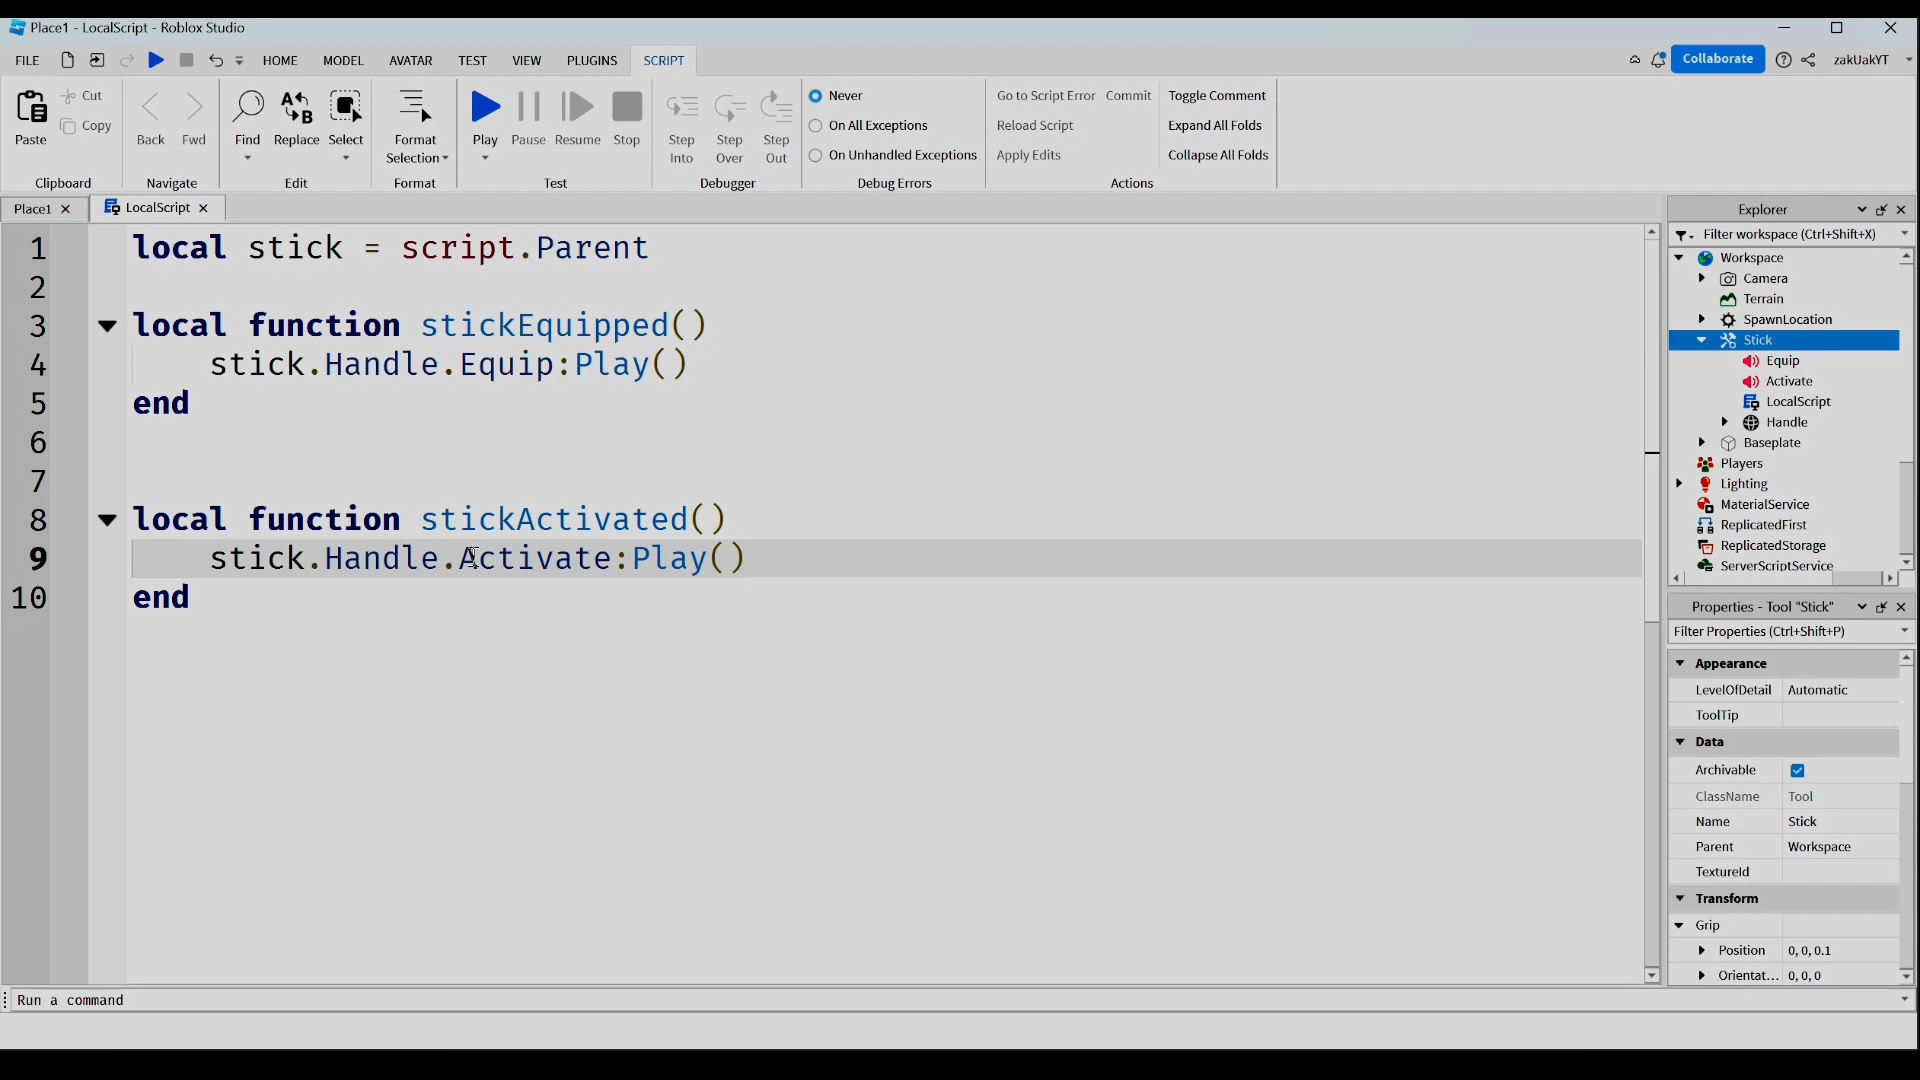 Place1 - LocalScript - Roblox Studio
FILE HOME MODEL AVATAR TEST VIEW PLUGINS SCRIPT Collaborate zakUakYT
Paste Cut Copy
Clipboard
Back Fwd
Navigate
Find Replace Select
Edit
Format Selection
Format
Play Pause Resume Stop
Test
Step Into Step Over Step Out
Debugger
Never
On All Exceptions
On Unhandled Exceptions
Debug Errors
Go to Script Error Commit Toggle Comment
Reload Script Expand All Folds
Apply Edits Collapse All Folds
Actions
Place1 LocalScript
1 local stick = script.Parent
2
3 local function stickEquipped()
4 stick.Handle.Equip:Play()
5 end
6
7
8 local function stickActivated()
9 stick.Handle.Activate:Play()
10 end
Explorer
Filter workspace (Ctrl+Shift+X)
Workspace
Camera
Terrain
SpawnLocation
Stick
Equip
Activate
LocalScript
Handle
Baseplate
Players
Lighting
MaterialService
ReplicatedFirst
ReplicatedStorage
ServerScriptService
Properties - Tool "Stick"
Filter Properties (Ctrl+Shift+P)
Appearance
LevelOfDetail Automatic
ToolTip
Data
Archivable
ClassName Tool
Name Stick
Parent Workspace
TextureId
Transform
Grip
Position 0, 0, 0.1
Orientat... 0, 0, 0
Run a command